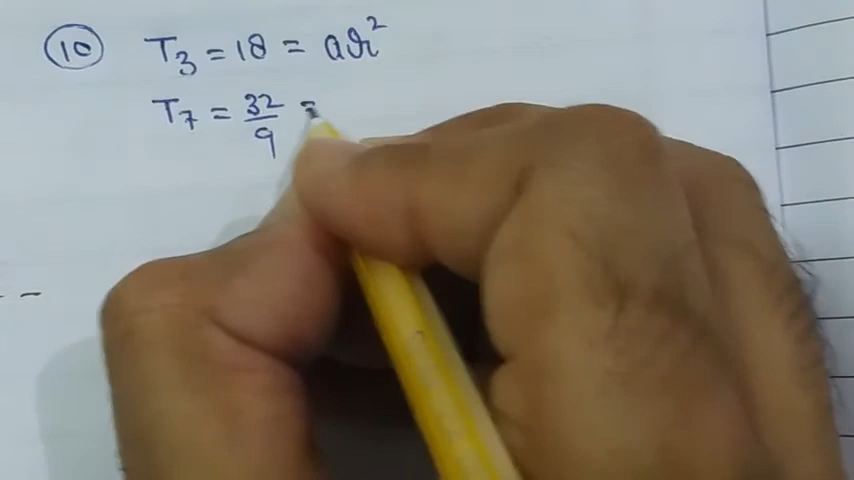 ⑩ T₃ = 18 = ar²
T₇ = 32/9 =
- -